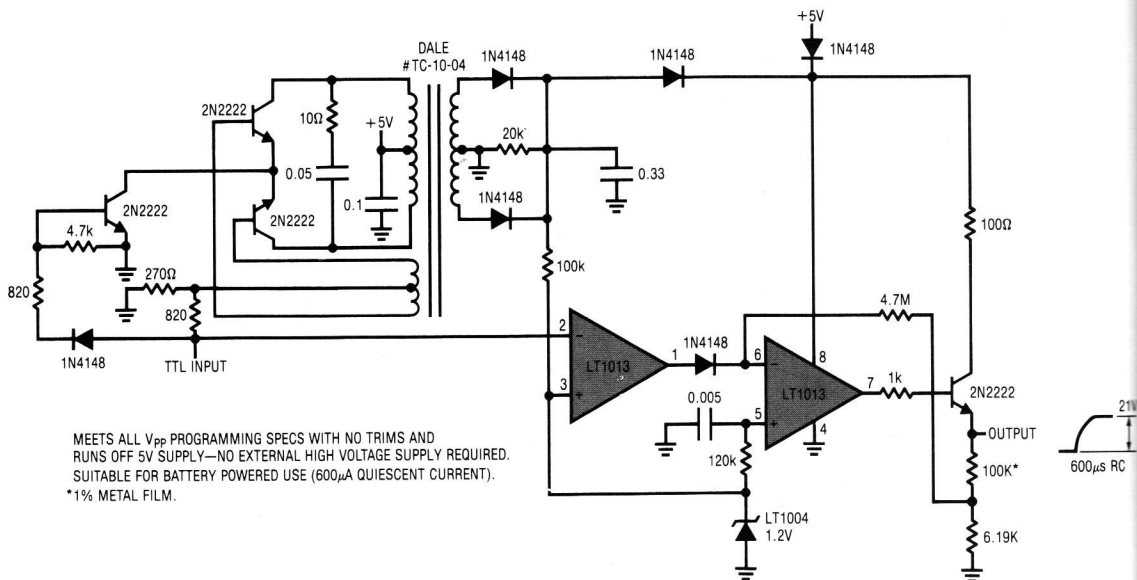 +5V
1N4148
DALE
#TC-10-04
1N4148
1N4148
2N2222
10Ω
+5V
20k
0.05
0.33
2N2222
0.1
1N4148
2N2222
4.7k
100Ω
270Ω
100k
820
820
4.7M
1N4148
1N4148
TTL INPUT
2
−
3
+
LT1013
1
6
−
8
5
+
LT1013
7
4
1k
2N2222
0.005
OUTPUT
120k
100K*
600µs RC
LT1004
1.2V
6.19K
MEETS ALL Vpp PROGRAMMING SPECS WITH NO TRIMS AND
RUNS OFF 5V SUPPLY—NO EXTERNAL HIGH VOLTAGE SUPPLY REQUIRED.
SUITABLE FOR BATTERY POWERED USE (600µA QUIESCENT CURRENT).
*1% METAL FILM.